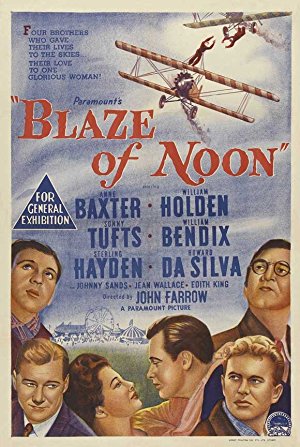 FOUR BROTHERS
WHO GAVE
THEIR LIVES
TO THE
SKIES...
THEIR LOVE
TO ONE
GLORIOUS WOMAN!
Paramount's
"BLAZE
of NOON"
starring
ANNE BAXTER · WILLIAM HOLDEN
SONNY TUFTS · WILLIAM BENDIX
STERLING HAYDEN · HOWARD DA SILVA
FOR
GENERAL
EXHIBITION
JOHNNY SANDS · JEAN WALLACE · EDITH KING
Directed by JOHN FARROW
A PARAMOUNT PICTURE